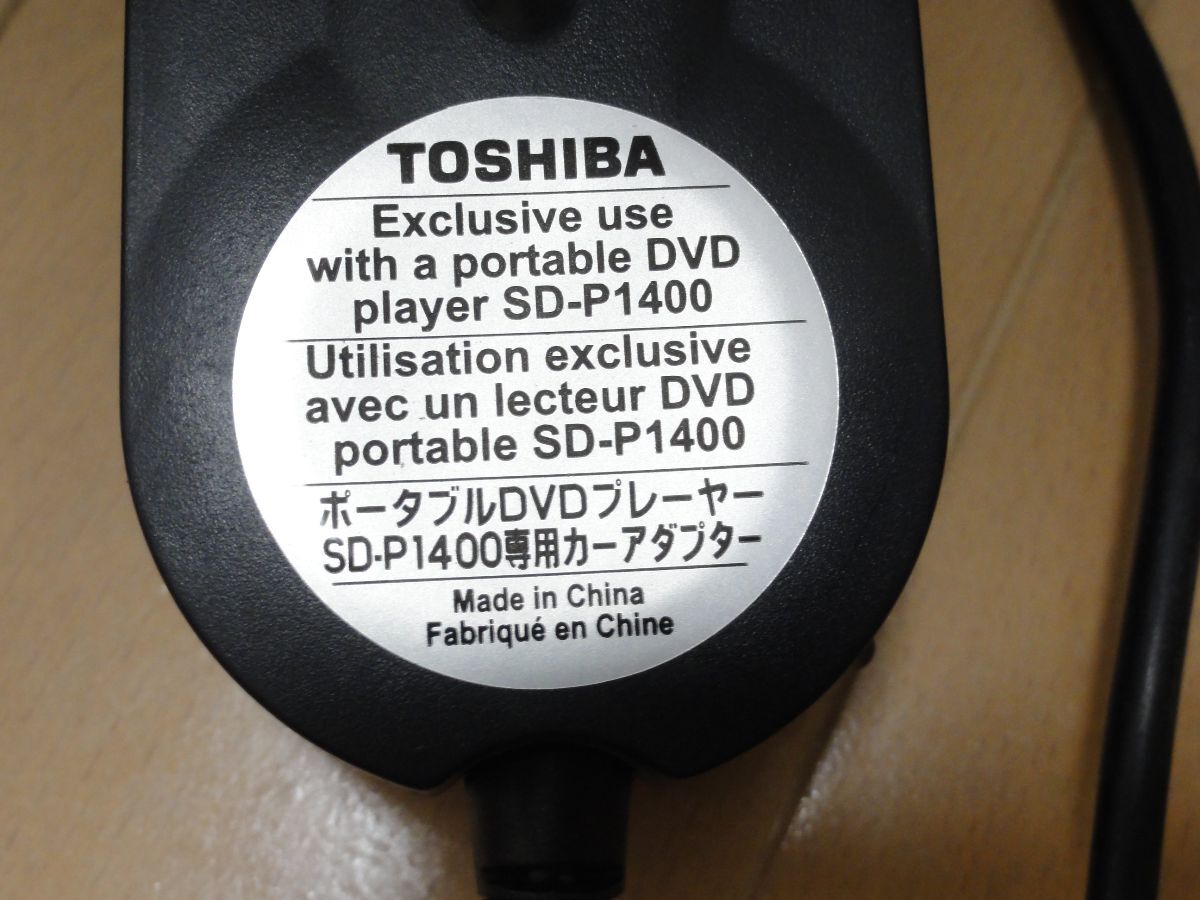 TOSHIBA
Exclusive use
with a portable DVD
player SD-P1400
Utilisation exclusive
avec un lecteur DVD
portable SD-P1400
ポータブルDVDプレーヤー
SD-P1400専用カーアダプター
Made in China
Fabriqué en Chine